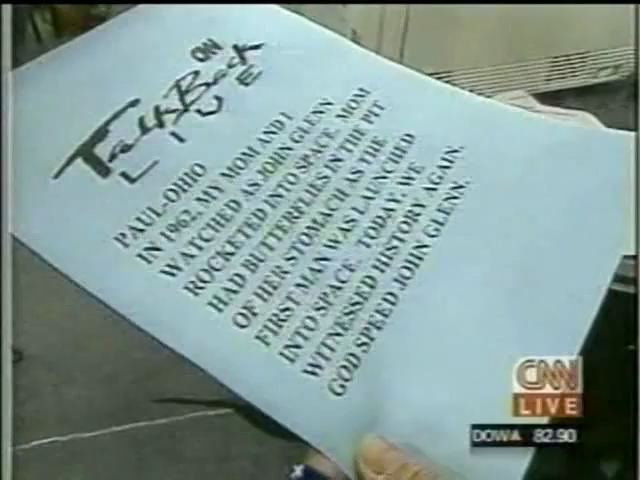 ON
TalkBack
LIVE
PAUL-OHIO
IN 1962, MY MOM AND I
WATCHED AS JOHN GLENN
ROCKETED INTO SPACE. MOM
HAD BUTTERFLIES IN THE PIT
OF HER STOMACH AS THE
FIRST MAN WAS LAUNCHED
INTO SPACE. TODAY, WE
WITNESSED HISTORY AGAIN.
GOD SPEED JOHN GLENN.
CNN
LIVE
DOW▲ 82.90